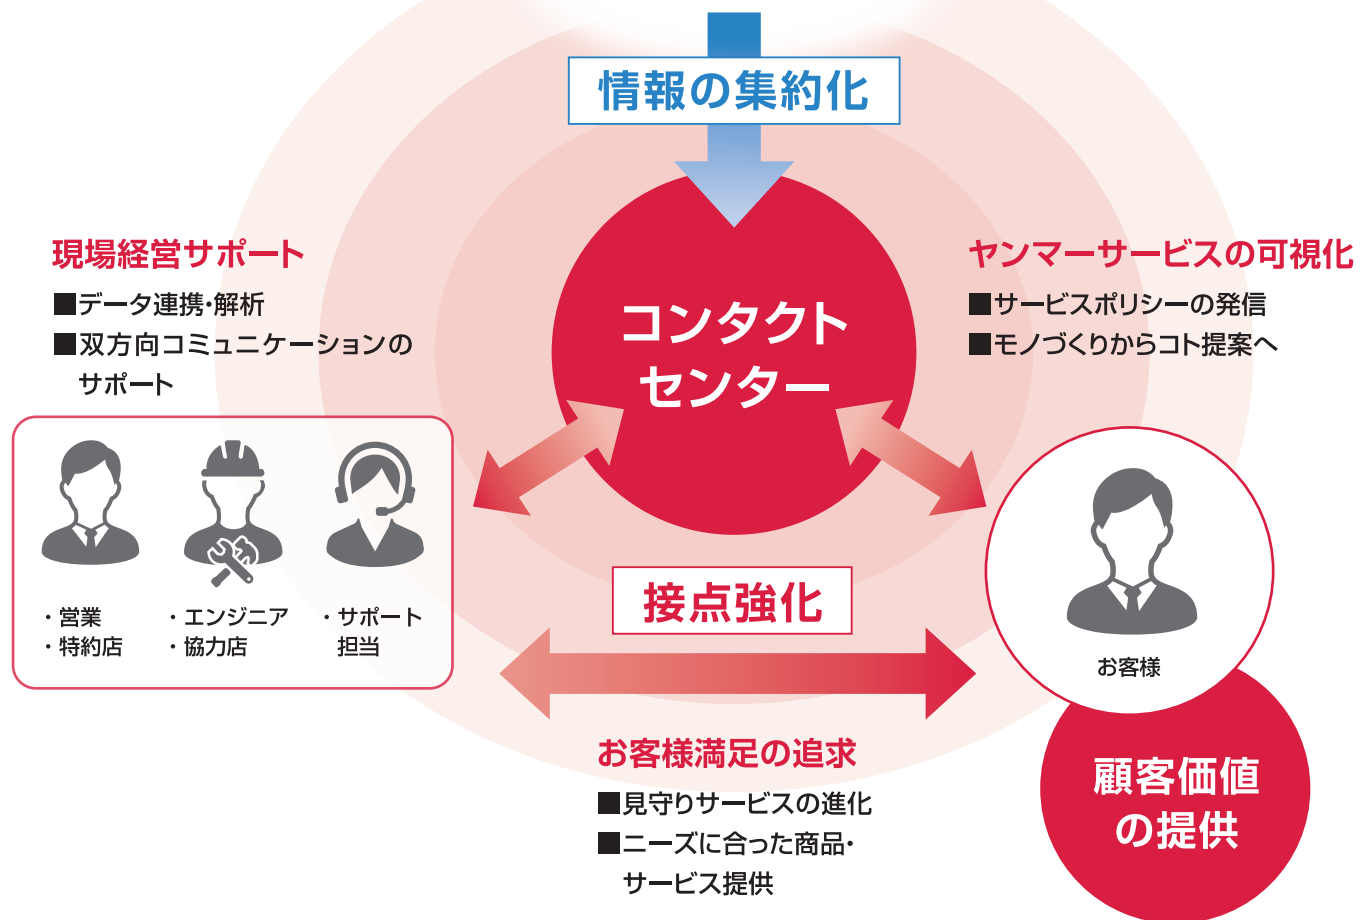 情報の集約化
コンタクト
センター
現場経営サポート
■データ連携・解析
■双方向コミュニケーションの
サポート
ヤンマーサービスの可視化
■サービスポリシーの発信
■モノづくりからコト提案へ
・営業
・特約店
・エンジニア
・協力店
・サポート
担当
接点強化
お客様
お客様満足の追求
■見守りサービスの進化
■ニーズに合った商品・
サービス提供
顧客価値
の提供